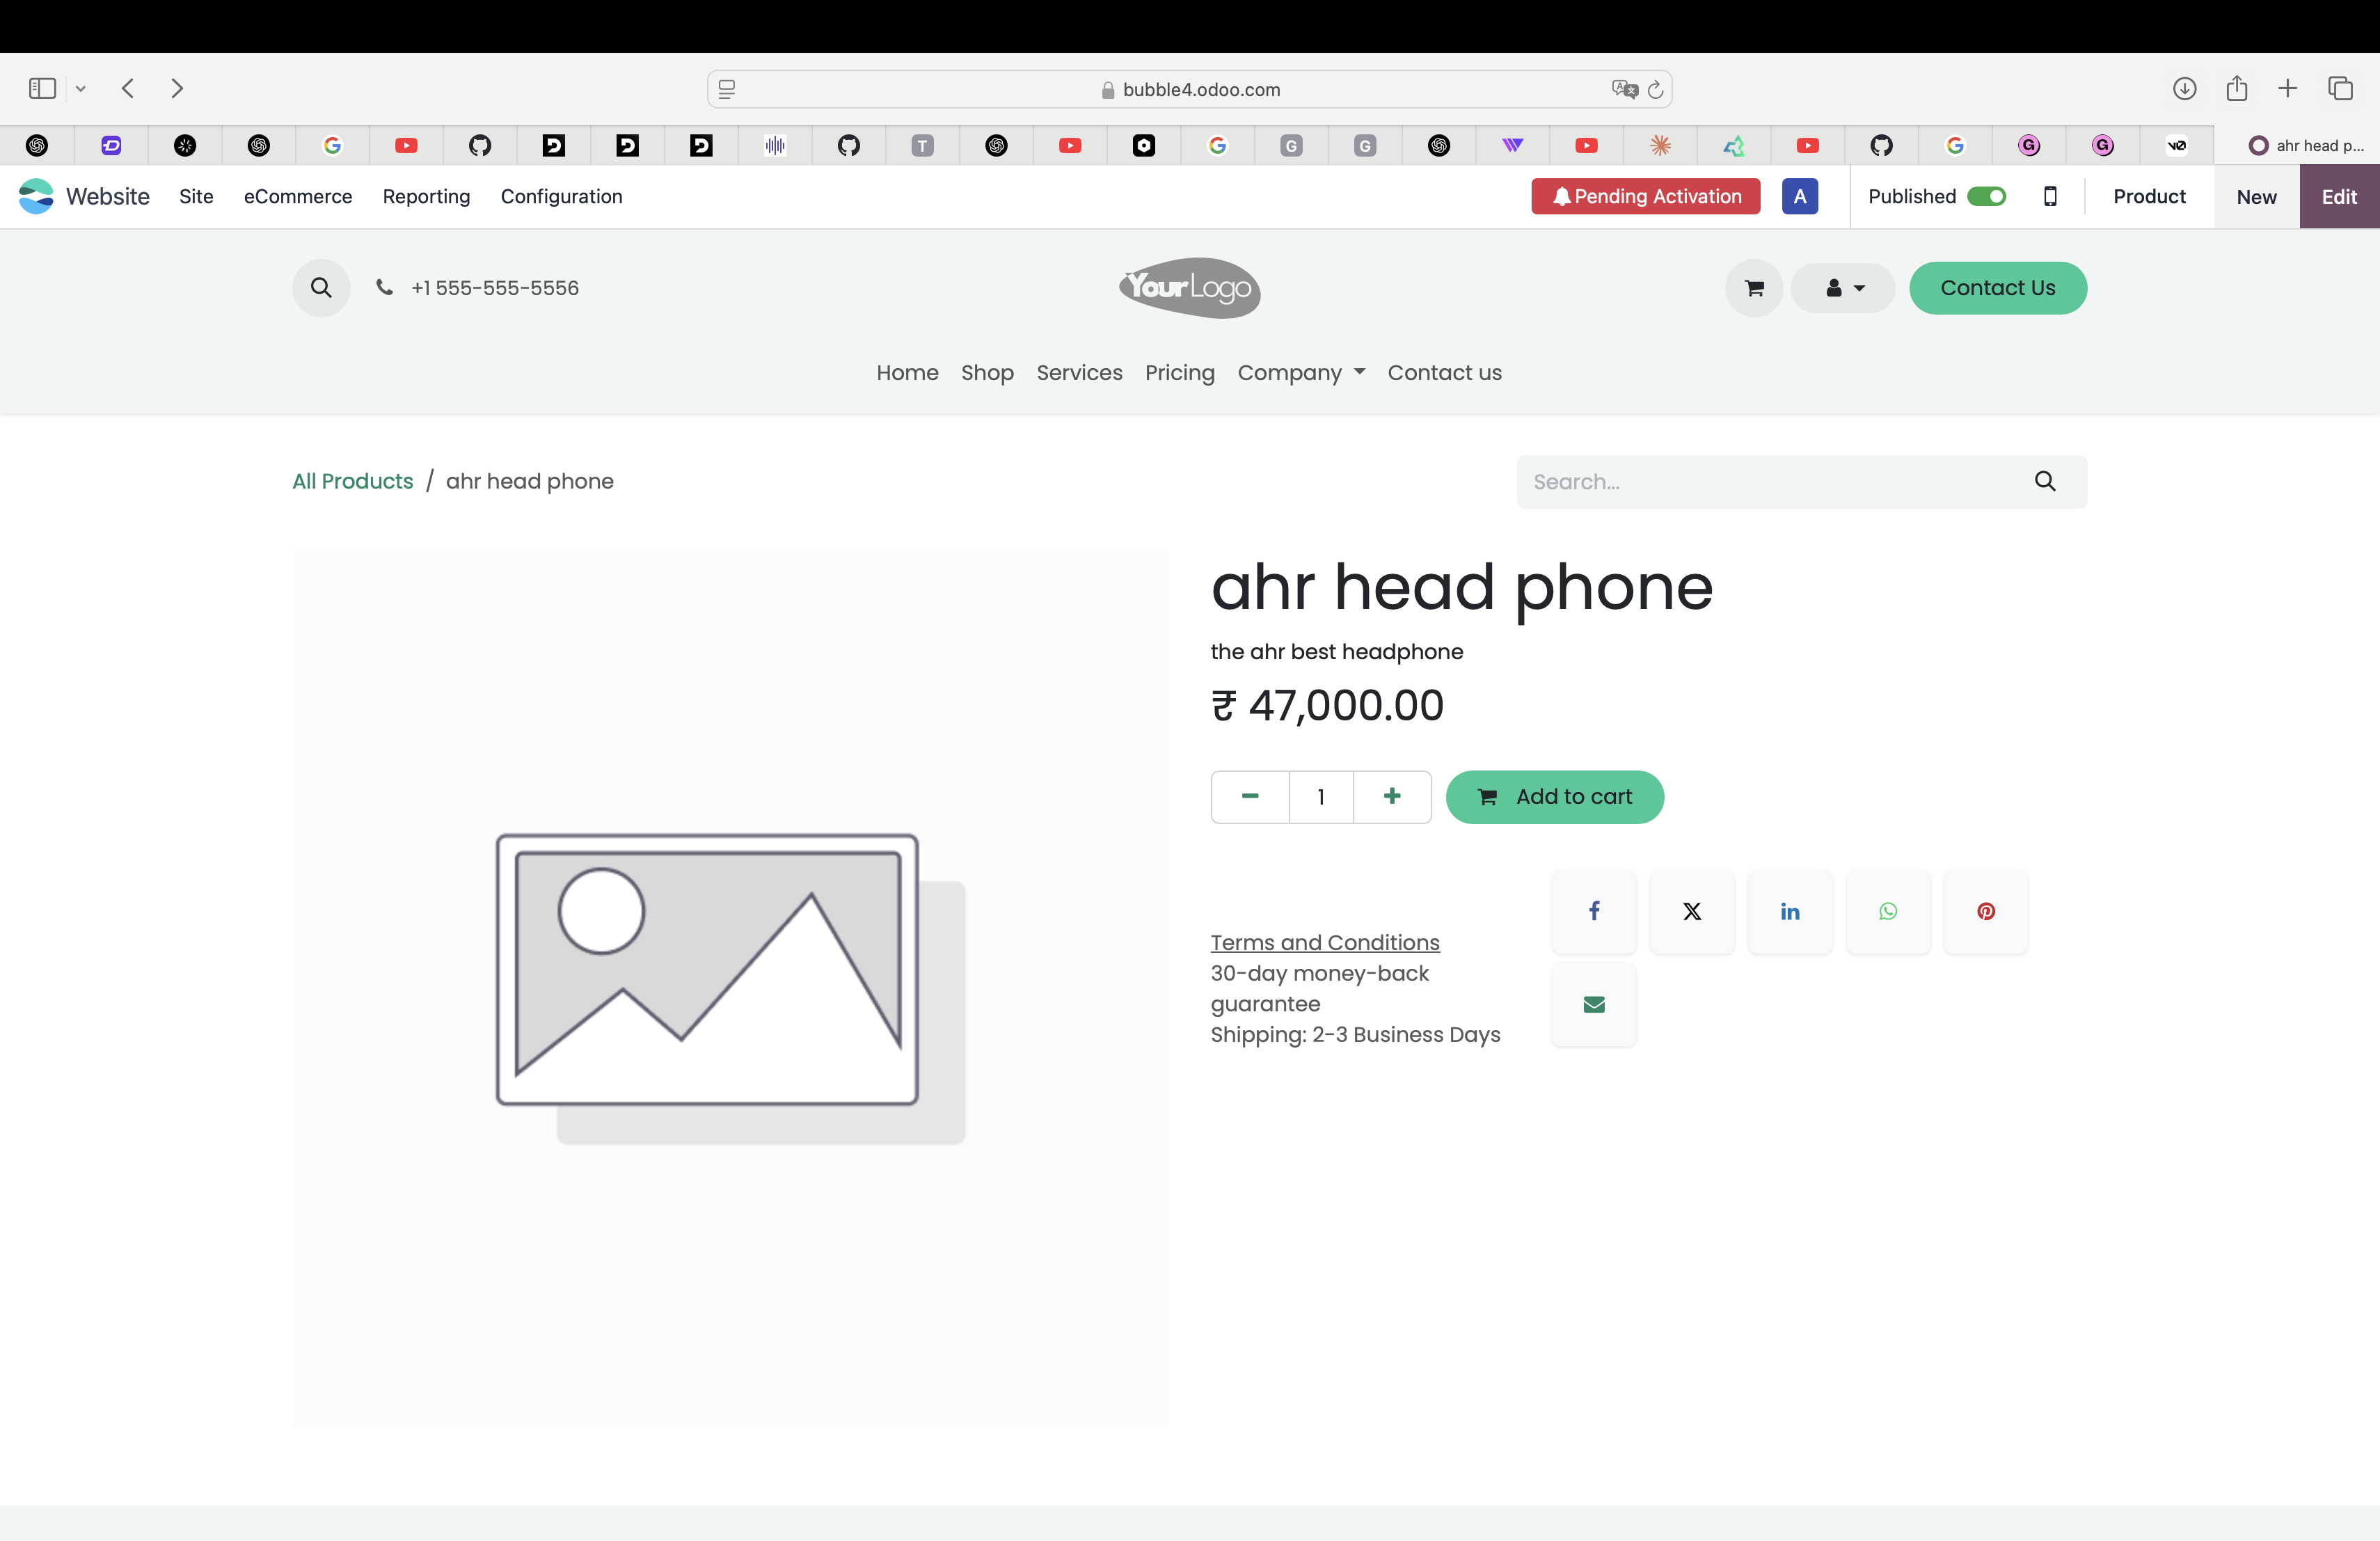 bubble4.odoo.com
T
G
G
G
G
v0
ahr head p...
Website Site eCommerce Reporting Configuration Pending Activation A Published Product New Edit
+1 555-555-5556 YourLogo Contact Us
Home Shop Services Pricing Company Contact us
All Products / ahr head phone Search...
ahr head phone
the ahr best headphone
₹ 47,000.00
1 Add to cart
Terms and Conditions
30-day money-back
guarantee
Shipping: 2-3 Business Days